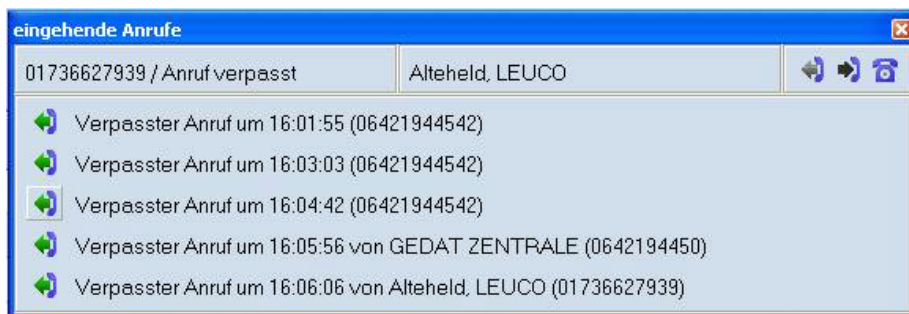 eingehende Anrufe
01736627939 / Anruf verpasst Alteheld, LEUCO
Verpasster Anruf um 16:01:55 (06421944542)
Verpasster Anruf um 16:03:03 (06421944542)
Verpasster Anruf um 16:04:42 (06421944542)
Verpasster Anruf um 16:05:56 von GEDAT ZENTRALE (0642194450)
Verpasster Anruf um 16:06:06 von Alteheld, LEUCO (01736627939)